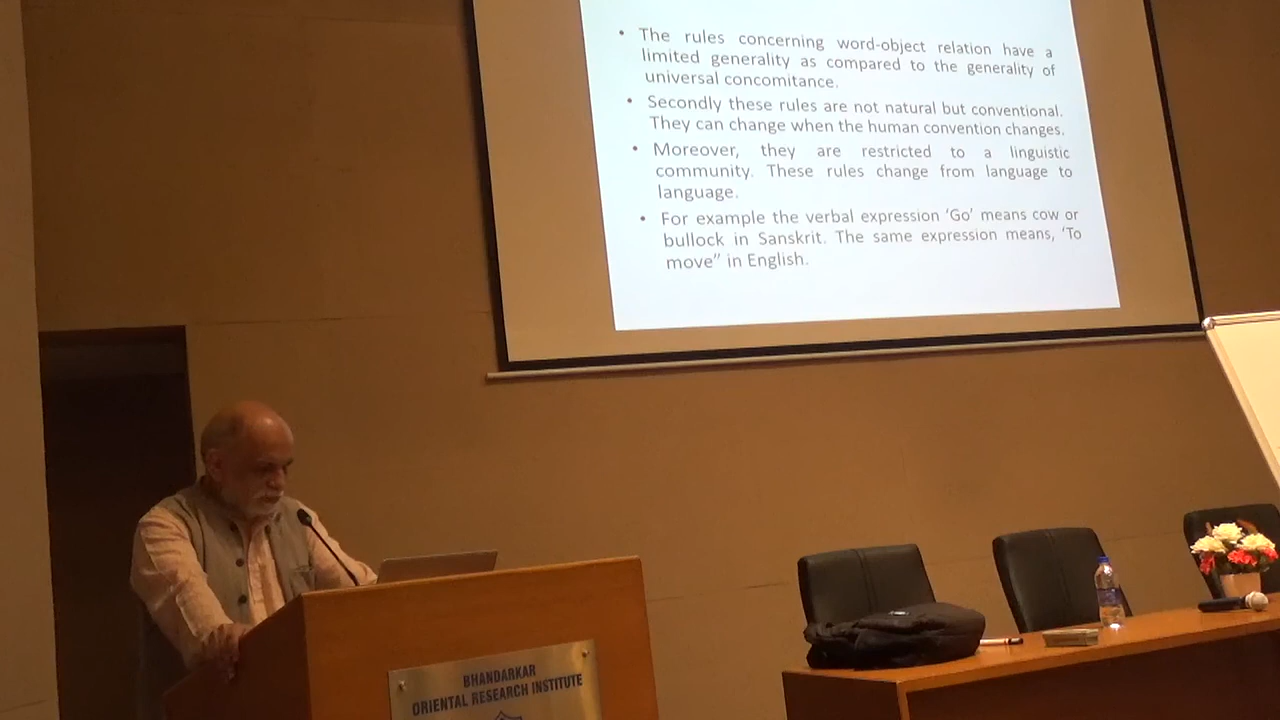 • The rules concerning word-object relation have a
limited generality as compared to the generality of
universal concomitance.
• Secondly these rules are not natural but conventional.
They can change when the human convention changes.
• Moreover, they are restricted to a linguistic
community. These rules change from language to
language.
• For example the verbal expression ‘Go’ means cow or
bullock in Sanskrit. The same expression means, ‘To
move” in English.
BHANDARKAR
ORIENTAL RESEARCH INSTITUTE